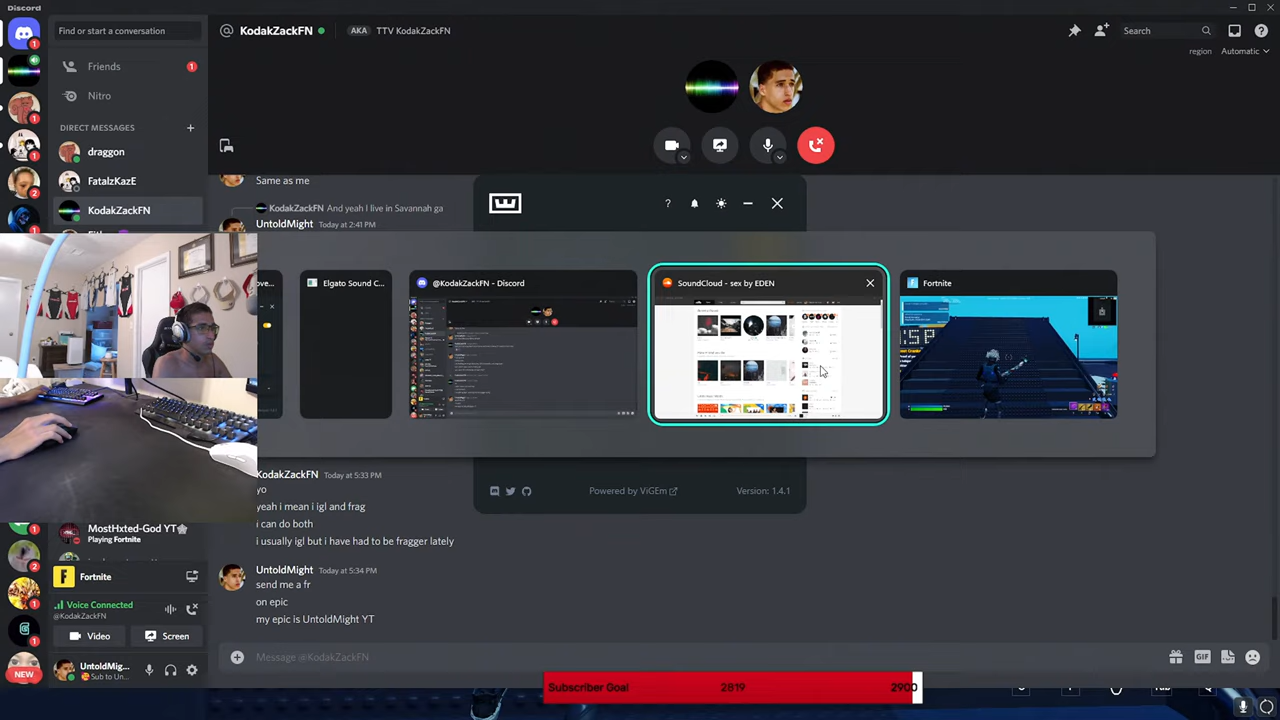 Discord
Find or start a conversation
@ KodakZackFN
AKA
TTV KodakZackFN
Search
region
Automatic
Friends
1
Nitro
DIRECT MESSAGES
+
draggon
FatalzKazE
KodakZackFN
Same as me
KodakZackFN And yeah I live in Savannah ga
UntoldMight Today at 2:41 PM
?
Elgato Sound C...
@KodakZackFN - Discord
SoundCloud - sex by EDEN
Fortnite
Powered by ViGEm
Version: 1.4.1
KodakZackFN Today at 5:33 PM
yo
yeah i mean i igl and frag
i can do both
i usually igl but i have had to be fragger lately
UntoldMight Today at 5:34 PM
send me a fr
on epic
my epic is UntoldMight YT
MostHxted-God YT
Playing Fortnite
Fortnite
Voice Connected
@KodakZackFN
Video
Screen
UntoldMig...
Sub to Un...
NEW
Message @KodakZackFN
GIF
Subscriber Goal
2819
2900
Tab